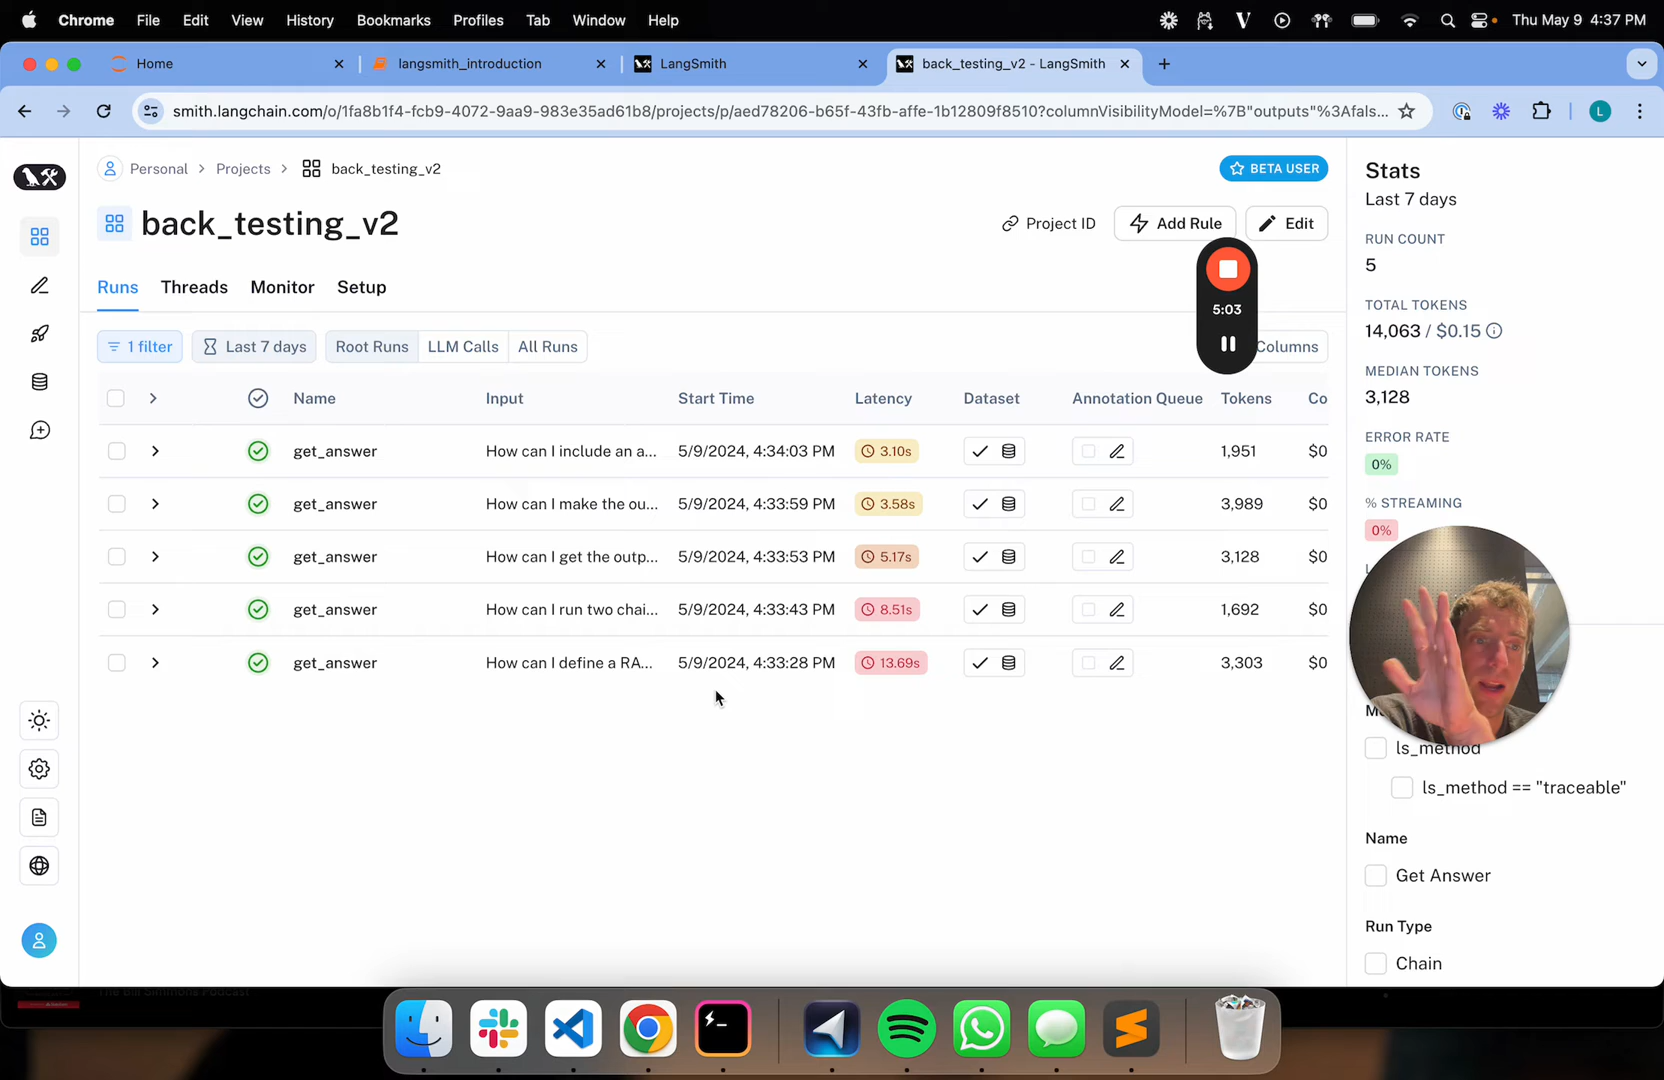 Chrome File Edit View History Bookmarks Profiles Tab Window Help Thu May 9 4:37 PM
Home langsmith_introduction LangSmith back_testing_v2 - LangSmith
smith.langchain.com/o/1fa8b1f4-fcb9-4072-9aa9-983e35ad61b8/projects/p/aed78206-b65f-43fb-affe-1b12809f8510?columnVisibilityModel=%7B"outputs"%3Afals... L
Personal > Projects > back_testing_v2 BETA USER
back_testing_v2 Project ID Add Rule Edit
Runs Threads Monitor Setup
5:03
1 filter Last 7 days Root Runs LLM Calls All Runs Columns
Name Input Start Time Latency Dataset Annotation Queue Tokens Co
get_answer How can I include an a... 5/9/2024, 4:34:03 PM 3.10s 1,951 $0
get_answer How can I make the ou... 5/9/2024, 4:33:59 PM 3.58s 3,989 $0
get_answer How can I get the outp... 5/9/2024, 4:33:53 PM 5.17s 3,128 $0
get_answer How can I run two chai... 5/9/2024, 4:33:43 PM 8.51s 1,692 $0
get_answer How can I define a RA... 5/9/2024, 4:33:28 PM 13.69s 3,303 $0
Stats
Last 7 days
RUN COUNT
5
TOTAL TOKENS
14,063 / $0.15
MEDIAN TOKENS
3,128
ERROR RATE
0%
% STREAMING
0%
ls_method
ls_method == "traceable"
Name
Get Answer
Run Type
Chain
The Bill Simmons Podcast